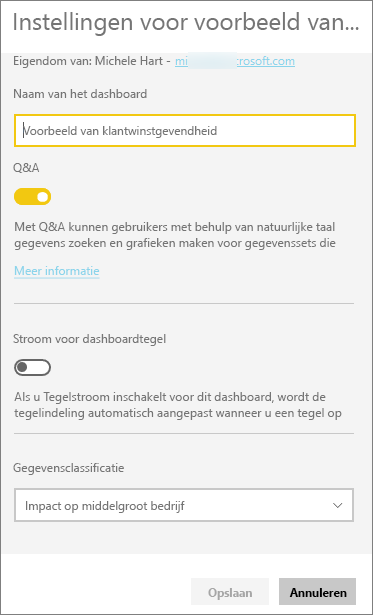 Instellingen voor voorbeeld van...
Eigendom van: Michele Hart - mi crosoft.com
Naam van het dashboard
Voorbeeld van klantwinstgevendheid
Q&A
Met Q&A kunnen gebruikers met behulp van natuurlijke taal
gegevens zoeken en grafieken maken voor gegevenssets die
Meer informatie
Stroom voor dashboardtegel
Als u Tegelstroom inschakelt voor dit dashboard, wordt de
tegelindeling automatisch aangepast wanneer u een tegel op
Gegevensclassificatie
Impact op middelgroot bedrijf
Opslaan
Annuleren